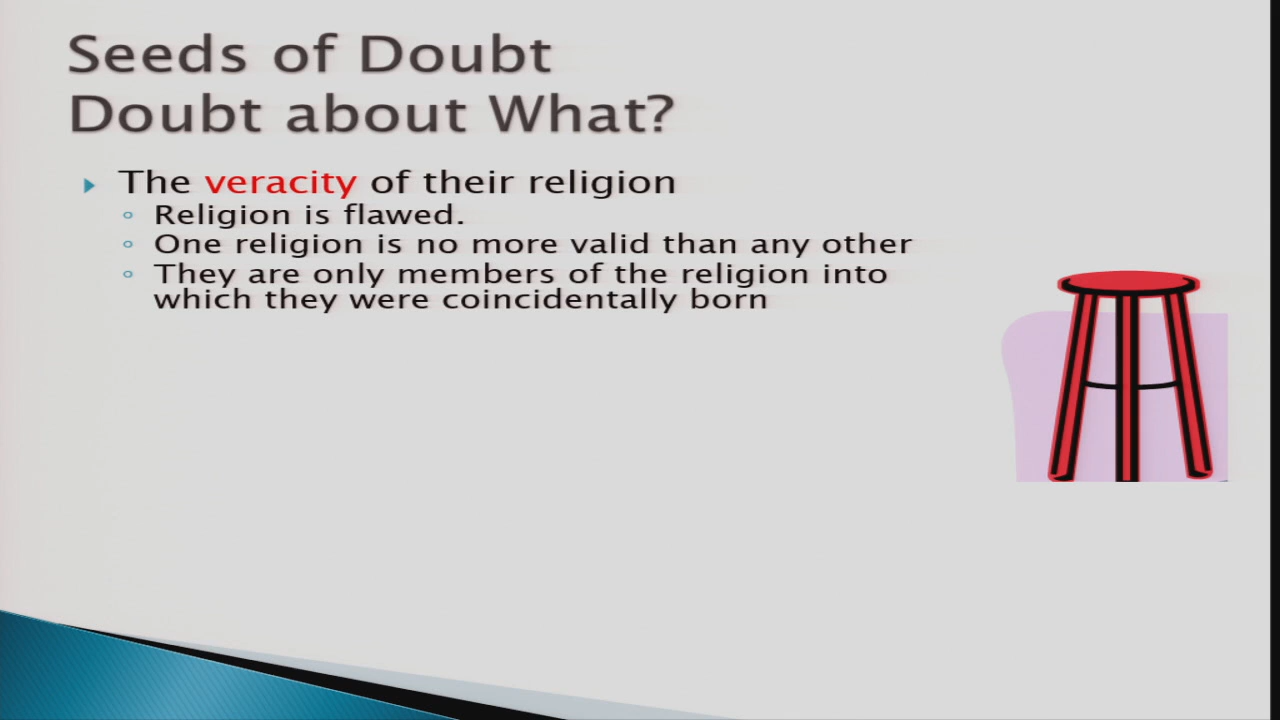 Seeds of Doubt
Doubt about What?
The veracity of their religion
Religion is flawed.
One religion is no more valid than any other
They are only members of the religion into
which they were coincidentally born